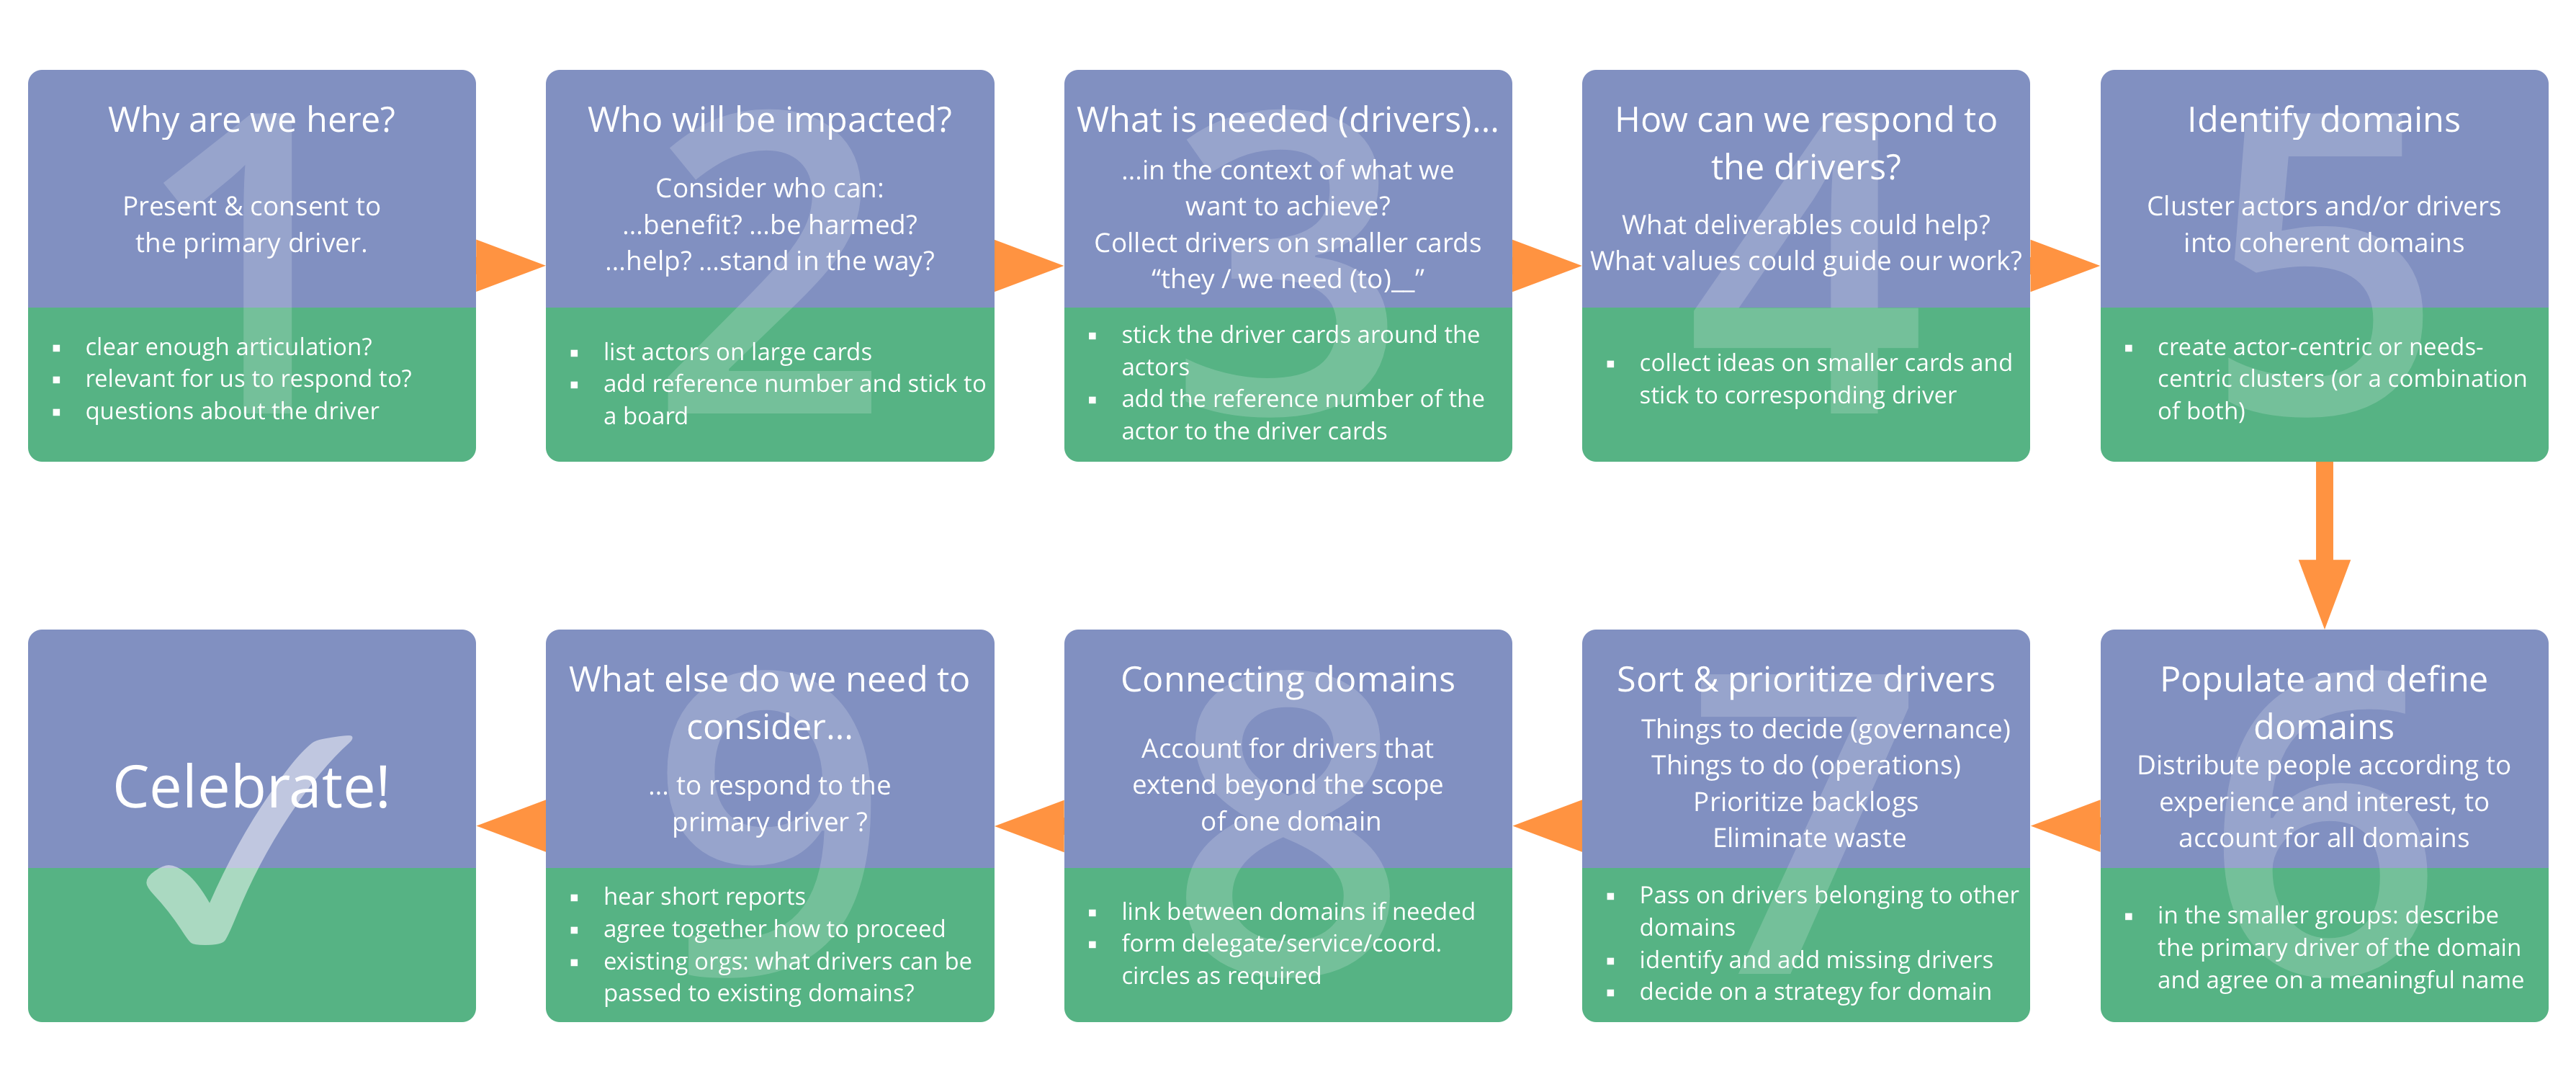 1
Why are we here?
Present & consent to
the primary driver.
▪ clear enough articulation?
▪ relevant for us to respond to?
▪ questions about the driver
2
Who will be impacted?
Consider who can:
...benefit? ...be harmed?
...help? ...stand in the way?
▪ list actors on large cards
▪ add reference number and stick to
a board
3
What is needed (drivers)...
...in the context of what we
want to achieve?
Collect drivers on smaller cards
“they / we need (to)__”
▪ stick the driver cards around the
actors
▪ add the reference number of the
actor to the driver cards
4
How can we respond to
the drivers?
What deliverables could help?
What values could guide our work?
▪ collect ideas on smaller cards and
stick to corresponding driver
5
Identify domains
Cluster actors and/or drivers
into coherent domains
▪ create actor-centric or needs-
centric clusters (or a combination
of both)
6
Populate and define
domains
Distribute people according to
experience and interest, to
account for all domains
▪ in the smaller groups: describe
the primary driver of the domain
and agree on a meaningful name
7
Sort & prioritize drivers
Things to decide (governance)
Things to do (operations)
Prioritize backlogs
Eliminate waste
▪ Pass on drivers belonging to other
domains
▪ identify and add missing drivers
▪ decide on a strategy for domain
8
Connecting domains
Account for drivers that
extend beyond the scope
of one domain
▪ link between domains if needed
▪ form delegate/service/coord.
circles as required
9
What else do we need to
consider...
... to respond to the
primary driver ?
▪ hear short reports
▪ agree together how to proceed
▪ existing orgs: what drivers can be
passed to existing domains?
Celebrate!
✓